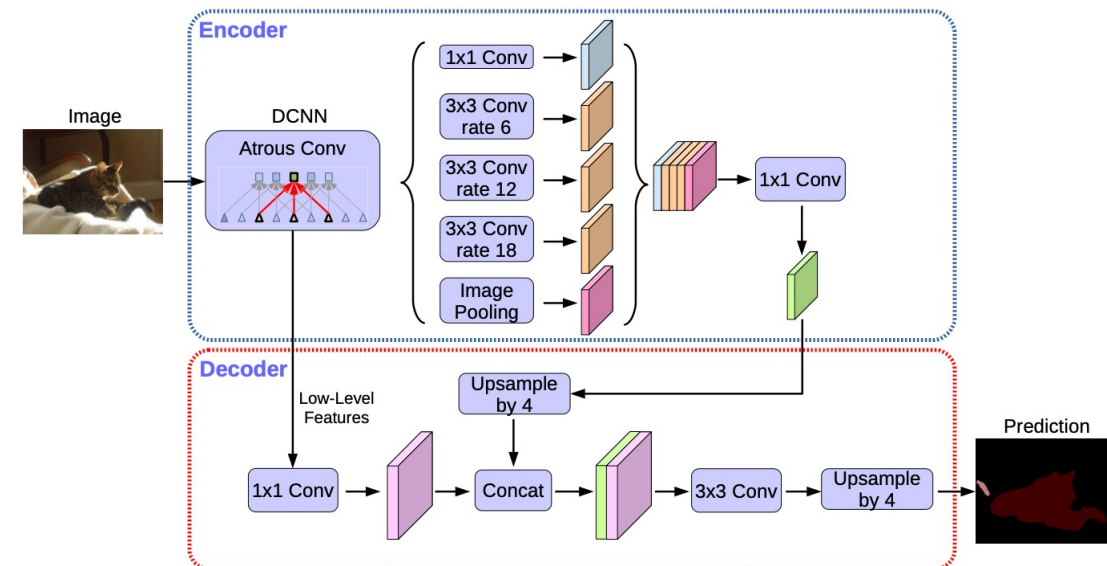 Encoder
Image
DCNN
Atrous Conv
1x1 Conv
3x3 Conv
rate 6
3x3 Conv
rate 12
3x3 Conv
rate 18
Image
Pooling
1x1 Conv
Decoder
Low-Level
Features
Upsample
by 4
1x1 Conv
Concat
3x3 Conv
Upsample
by 4
Prediction